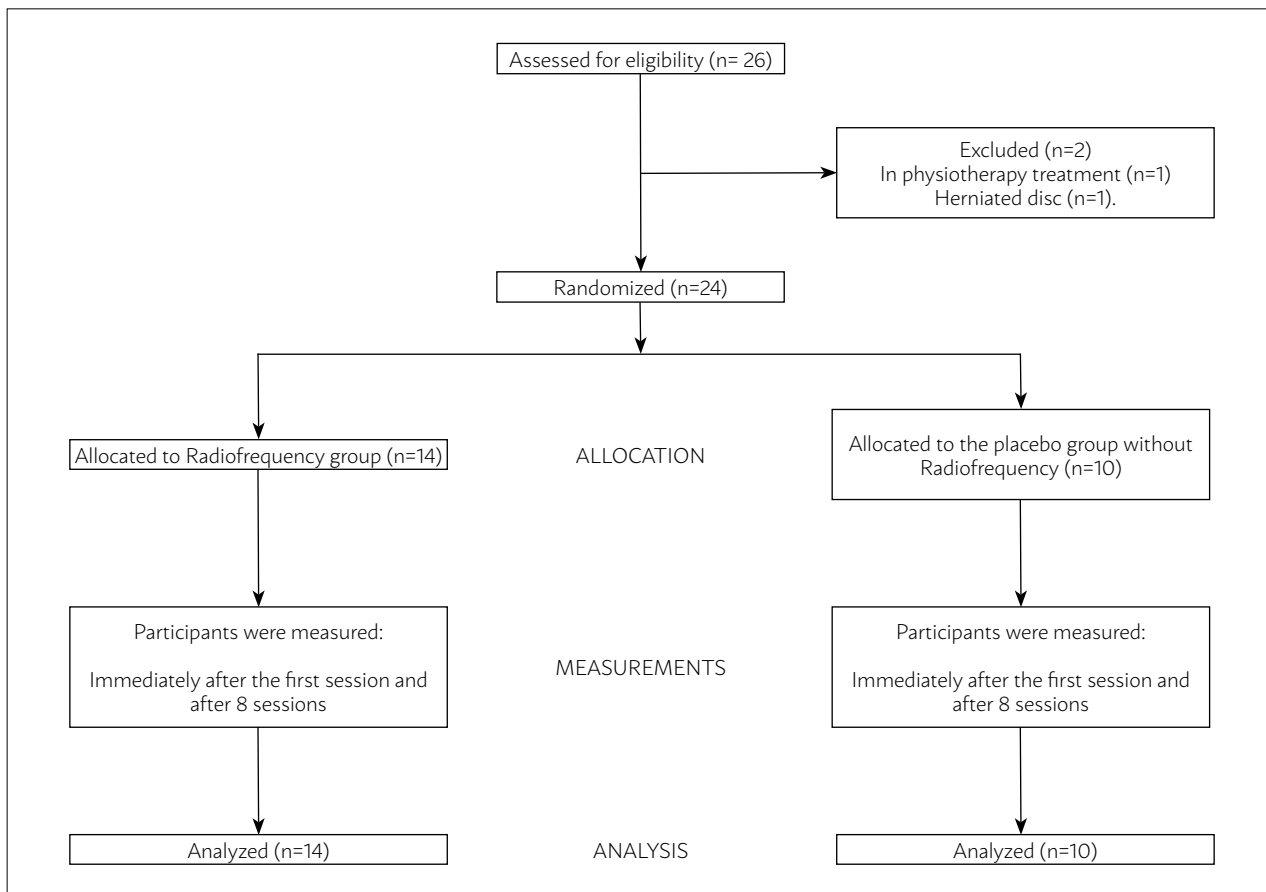 Assessed for eligibility (n= 26)
Excluded (n=2)
In physiotherapy treatment (n=1)
Herniated disc (n=1).
Randomized (n=24)
Allocated to Radiofrequency group (n=14)
ALLOCATION
Allocated to the placebo group without
Radiofrequency (n=10)
Participants were measured:
Immediately after the first session and
after 8 sessions
MEASUREMENTS
Participants were measured:
Immediately after the first session and
after 8 sessions
Analyzed (n=14)
ANALYSIS
Analyzed (n=10)